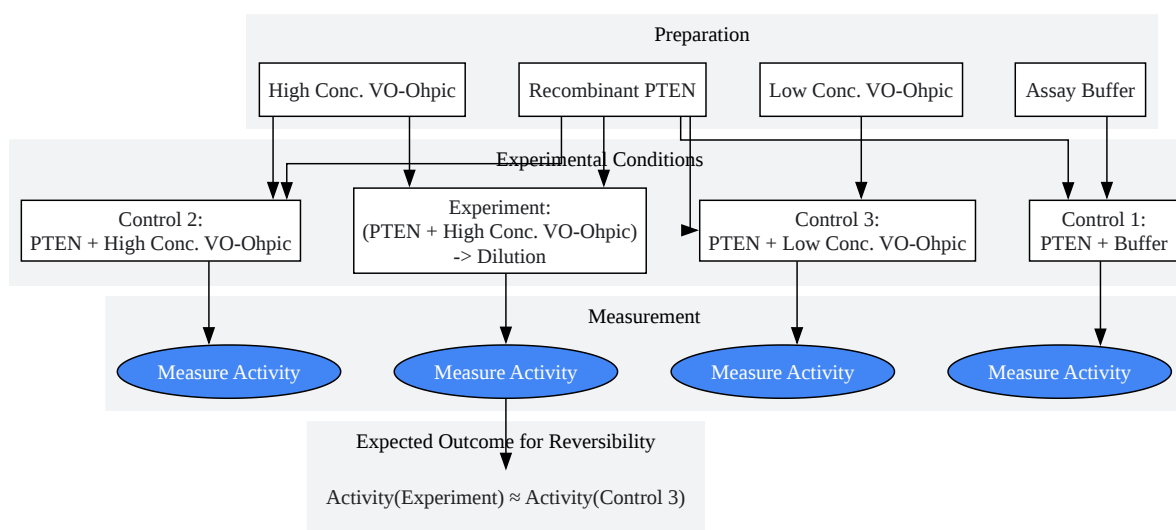 Preparation
High Conc. VO-Ohpic
Recombinant PTEN
Low Conc. VO-Ohpic
Assay Buffer
Experimental Conditions
Control 2:
PTEN + High Conc. VO-Ohpic
Experiment:
(PTEN + High Conc. VO-Ohpic)
-> Dilution
Control 3:
PTEN + Low Conc. VO-Ohpic
Control 1:
PTEN + Buffer
Measurement
Measure Activity
Measure Activity
Measure Activity
Measure Activity
Expected Outcome for Reversibility
Activity(Experiment) ≈ Activity(Control 3)